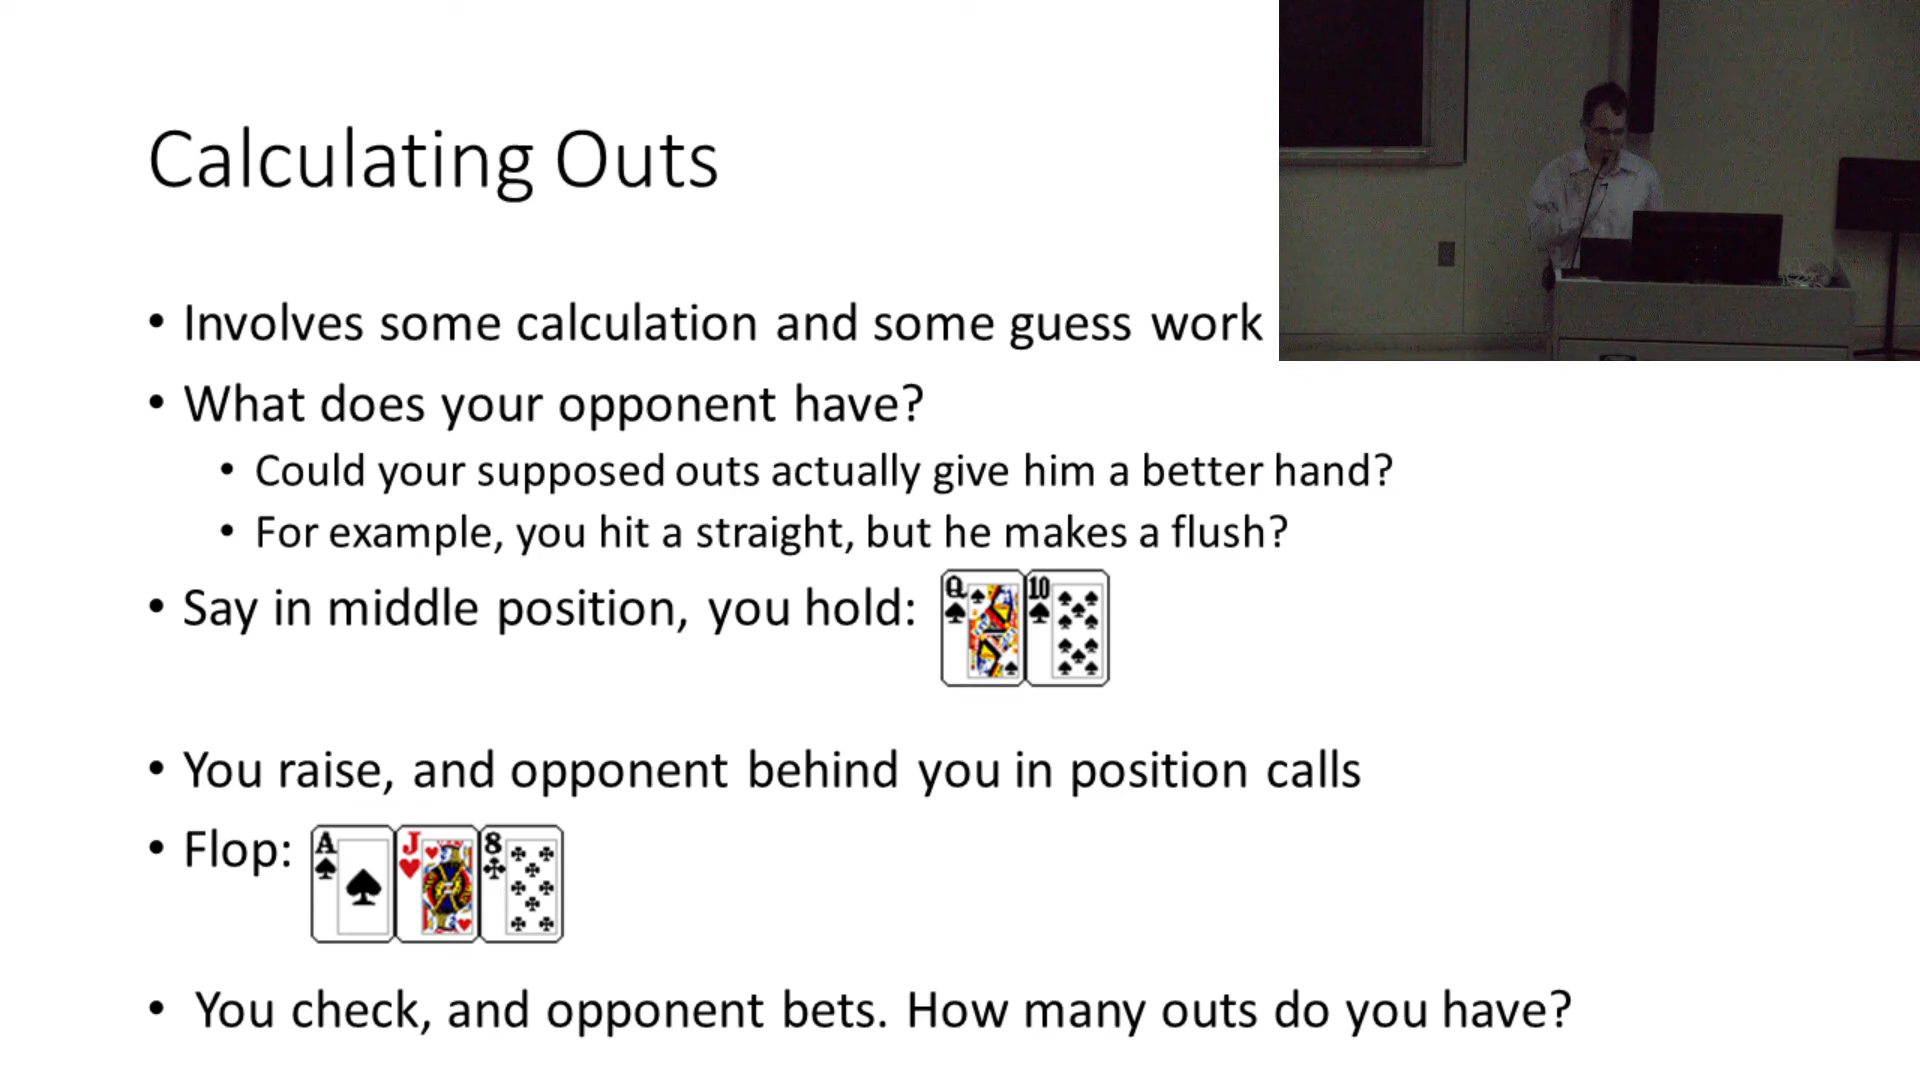 Calculating Outs
• Involves some calculation and some guess work
• What does your opponent have?
• Could your supposed outs actually give him a better hand?
• For example, you hit a straight, but he makes a flush?
• Say in middle position, you hold:
Q 10
• You raise, and opponent behind you in position calls
• Flop:
A J 8
• You check, and opponent bets. How many outs do you have?